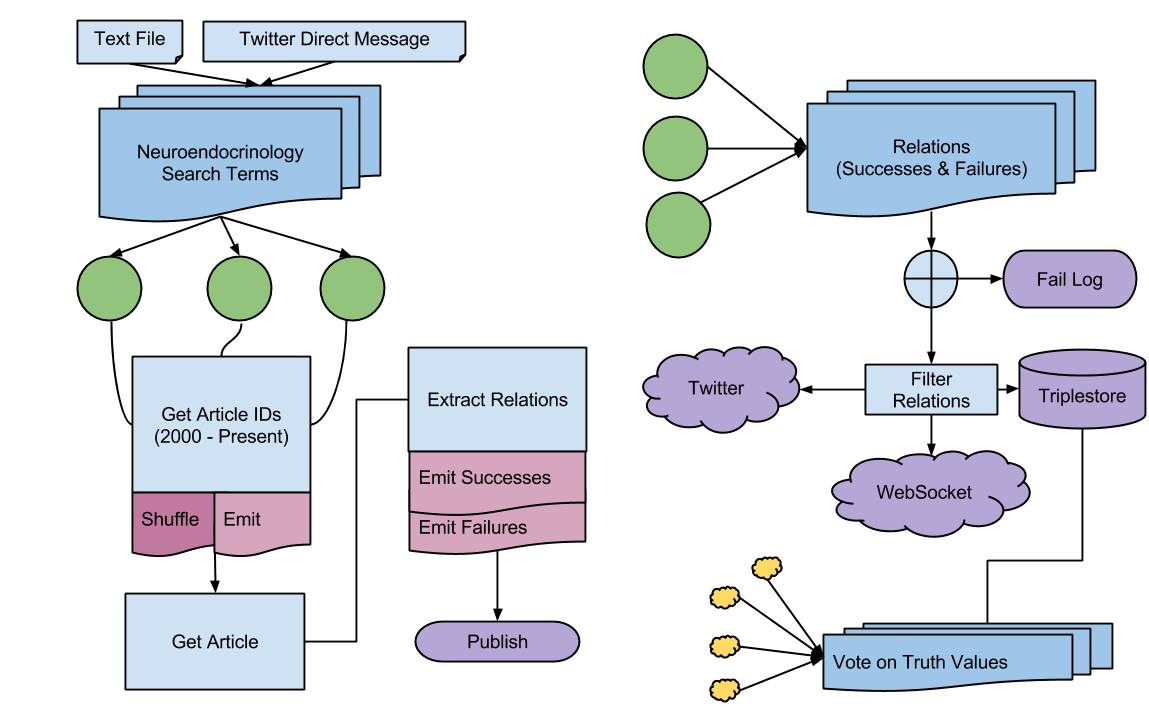 Text File
Twitter Direct Message
Neuroendocrinology
Search Terms
Get Article IDs
(2000 - Present)
Shuffle
Emit
Get Article
Extract Relations
Emit Successes
Emit Failures
Publish
Relations
(Successes & Failures)
Fail Log
Filter
Relations
Twitter
Triplestore
WebSocket
Vote on Truth Values